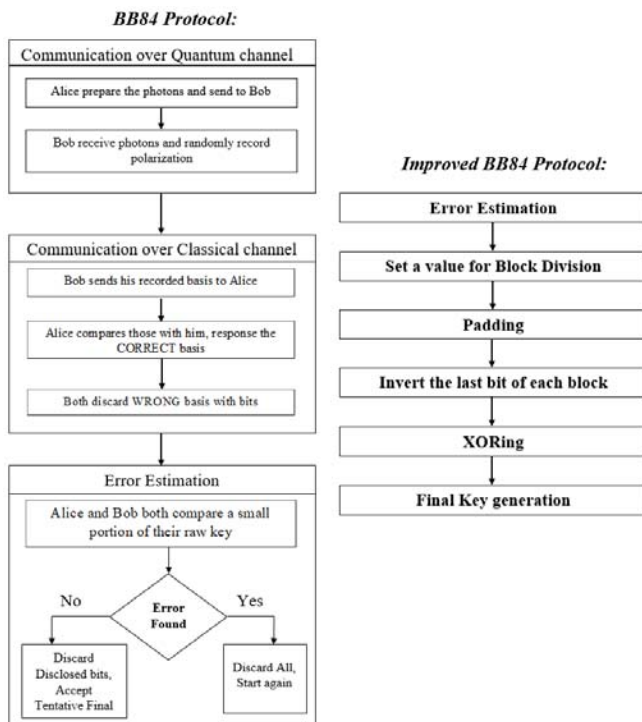 BB84 Protocol:
Communication over Quantum channel
Alice prepare the photons and send to Bob
Bob receive photons and randomly record
polarization
Communication over Classical channel
Bob sends his recorded basis to Alice
Alice compares those with him, response the
CORRECT basis
Both discard WRONG basis with bits
Error Estimation
Alice and Bob both compare a small
portion of their raw key
No
Error
Found
Yes
Discard
Disclosed bits,
Accept
Tentative Final
Discard All,
Start again
Improved BB84 Protocol:
Error Estimation
Set a value for Block Division
Padding
Invert the last bit of each block
XORing
Final Key generation